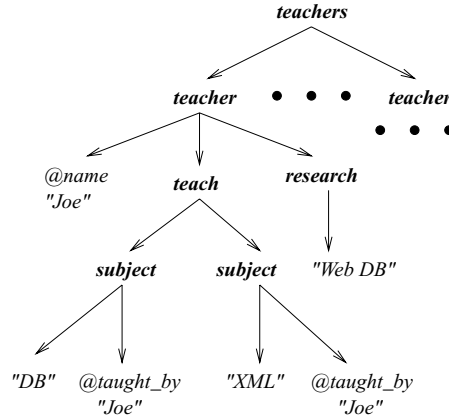 teachers
teacher
teacher
@name
"Joe"
teach
research
subject
subject
"Web DB"
"DB"
@taught_by
"Joe"
"XML"
@taught_by
"Joe"